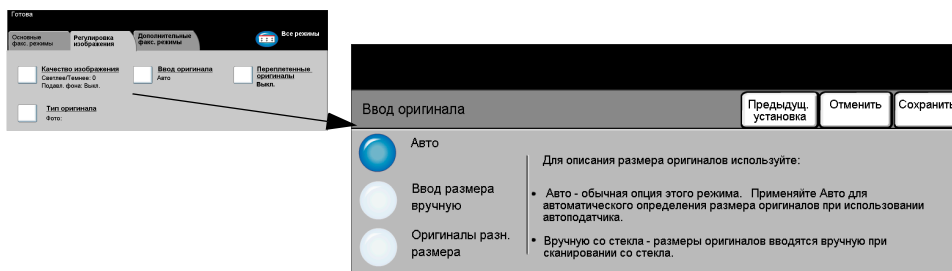 Готова
Основные
факс. режимы
Регулировка
изображения
Дополнительные
факс. режимы
Все режимы
Качество изображения
Светлее/Темнее: 0
Подавл. фона: Выкл.
Ввод оригинала
Авто
Переплетенные
оригиналы
Выкл.
Тип оригинала
Фото:
Ввод оригинала
Предыдущ.
установка
Отменить
Сохранить
Авто
Ввод размера
вручную
Оригиналы разн.
размера
Для описания размера оригиналов используйте:
• Авто - обычная опция этого режима. Применяйте Авто для
автоматического определения размера оригиналов при использовании
автоподатчика.
• Вручную со стекла - размеры оригиналов вводятся вручную при
сканировании со стекла.